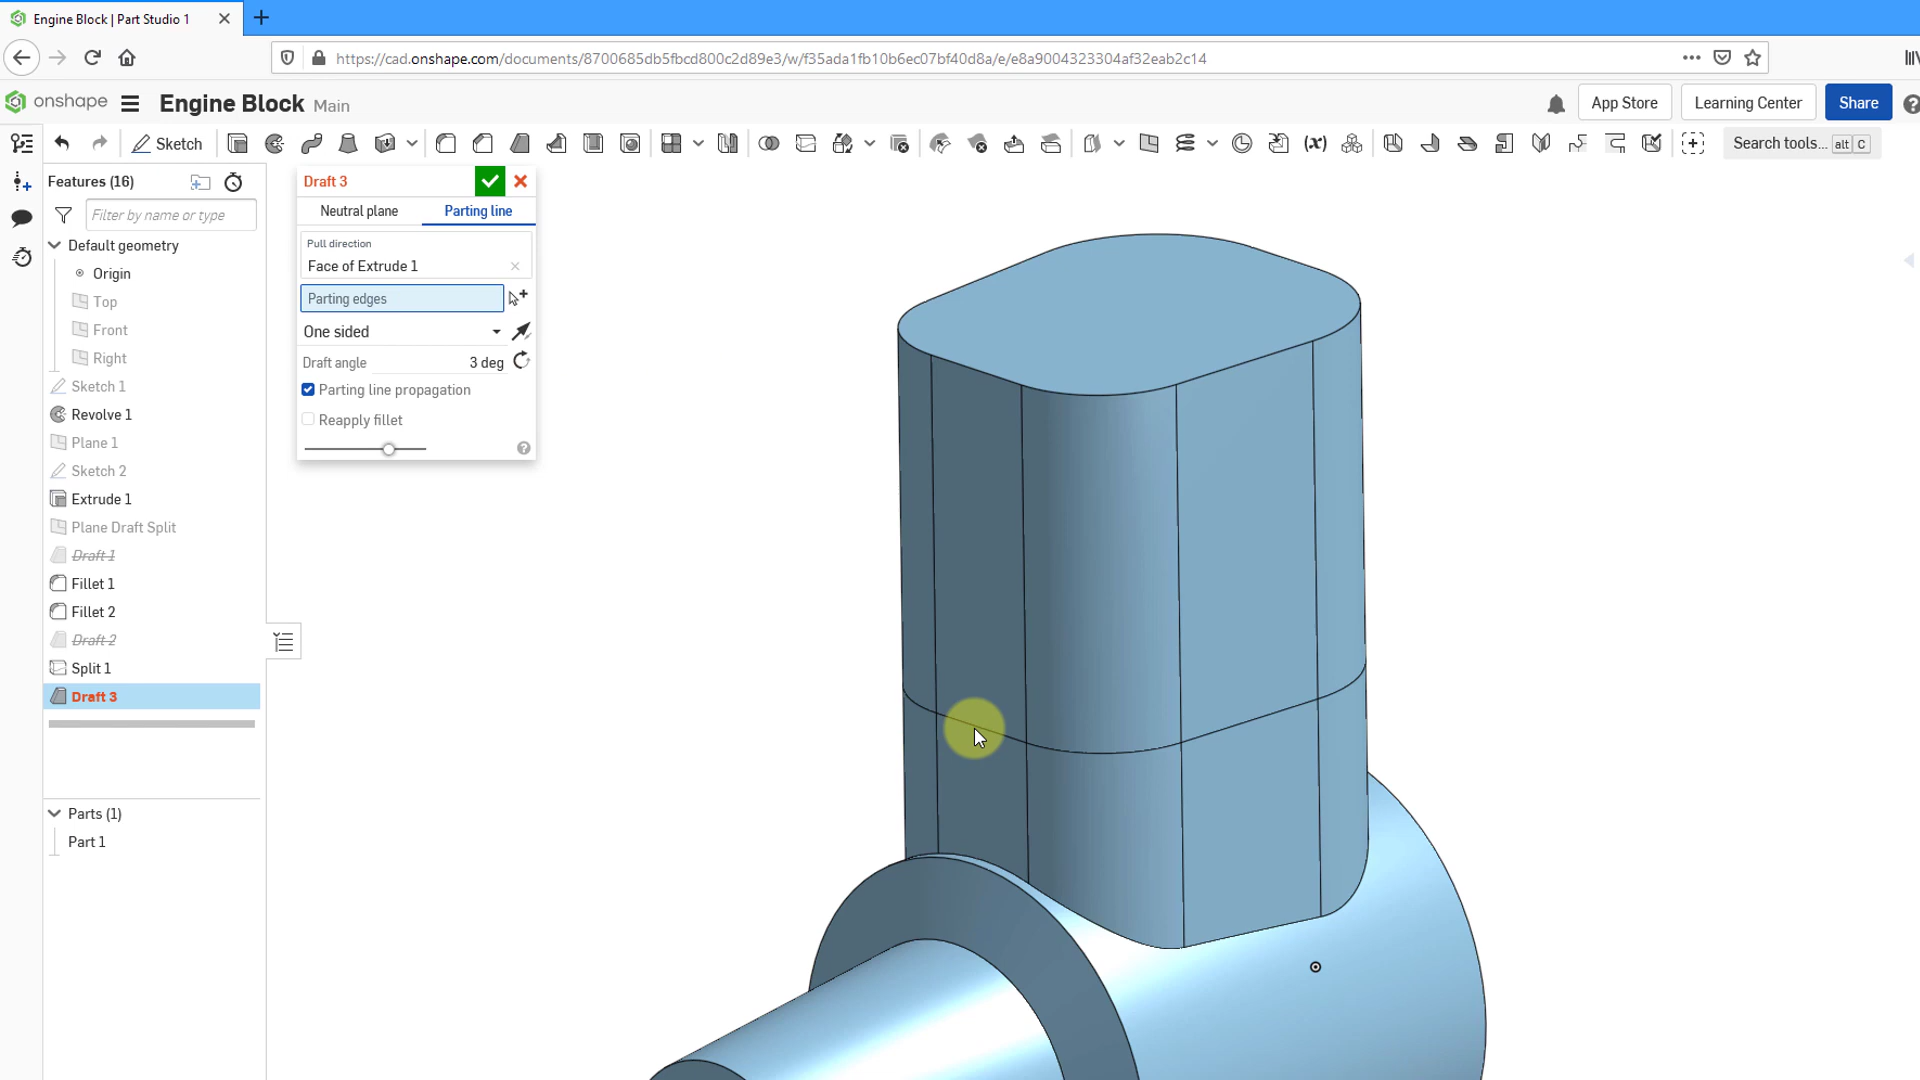 Engine Block | Part Studio 1
https://cad.onshape.com/documents/8700685db5fbcd800c2d89e3/w/f35ada1fb10b6ec07bf40d8a/e/e8a9004323304af32eab2c14
onshape
Engine Block Main
App Store
Learning Center
Share
Sketch
(x)
Search tools... alt C
Features (16)
Filter by name or type
Default geometry
Origin
Top
Front
Right
Sketch 1
Revolve 1
Plane 1
Sketch 2
Extrude 1
Plane Draft Split
Draft 1
Fillet 1
Fillet 2
Draft 2
Split 1
Draft 3
Parts (1)
Part 1
Draft 3
Neutral plane Parting line
Pull direction
Face of Extrude 1
Parting edges
One sided
Draft angle 3 deg
Parting line propagation
Reapply fillet